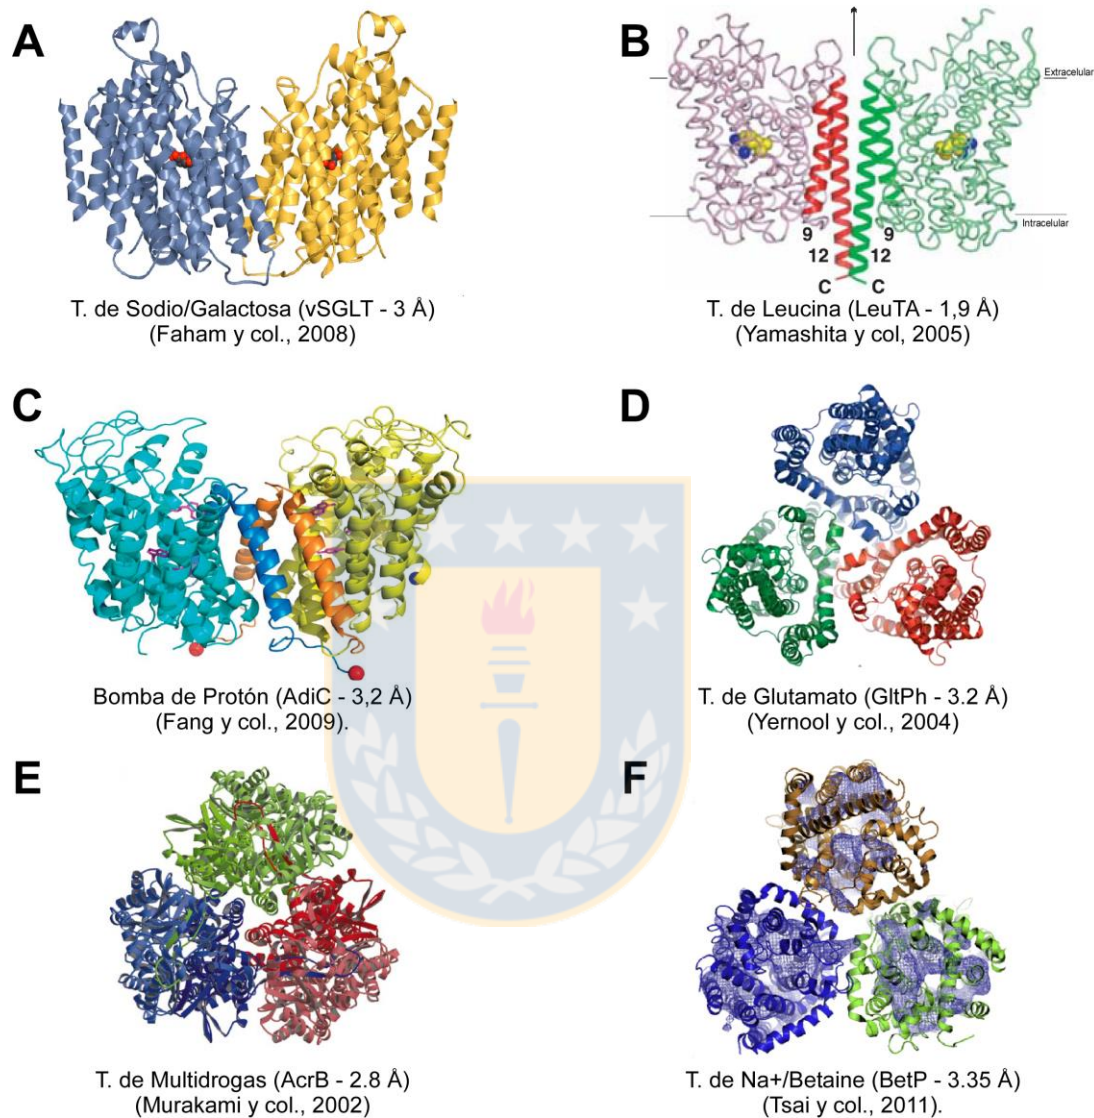 A
B
Extracelular
Intracelular
9
9
12
12
C
C
T. de Sodio/Galactosa (vSGLT - 3 Å)
(Faham y col., 2008)
T. de Leucina (LeuTA - 1,9 Å)
(Yamashita y col, 2005)
C
D
Bomba de Protón (AdiC - 3,2 Å)
(Fang y col., 2009).
T. de Glutamato (GltPh - 3.2 Å)
(Yernool y col., 2004)
E
F
T. de Multidrogas (AcrB - 2.8 Å)
(Murakami y col., 2002)
T. de Na+/Betaine (BetP - 3.35 Å)
(Tsai y col., 2011).